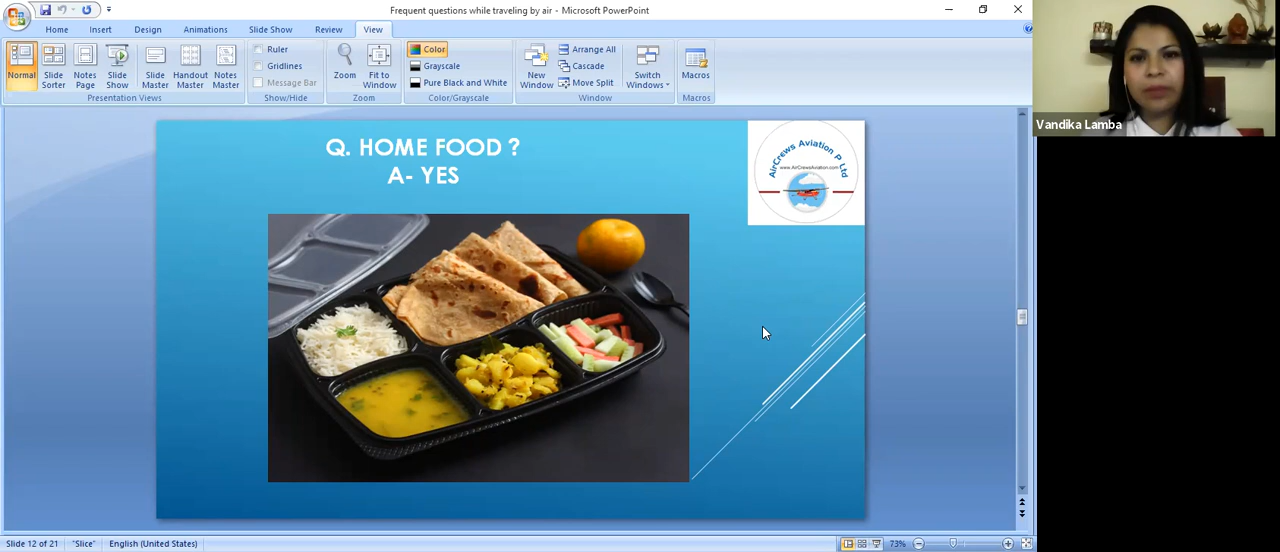 Frequent questions while traveling by air - Microsoft PowerPoint
Home Insert Design Animations Slide Show Review View
Normal
Slide Sorter
Notes Page
Slide Show
Slide Master
Handout Master
Notes Master
Presentation Views
Ruler
Gridlines
Message Bar
Show/Hide
Zoom
Fit to Window
Zoom
Color
Grayscale
Pure Black and White
Color/Grayscale
New Window
Arrange All
Cascade
Move Split
Switch Windows
Window
Macros
Macros
Vandika Lamba
Q. HOME FOOD ?
A- YES
AirCrews Aviation P Ltd
www.AirCrewsAviation.com
Slide 12 of 21 "Slice" English (United States) 73%